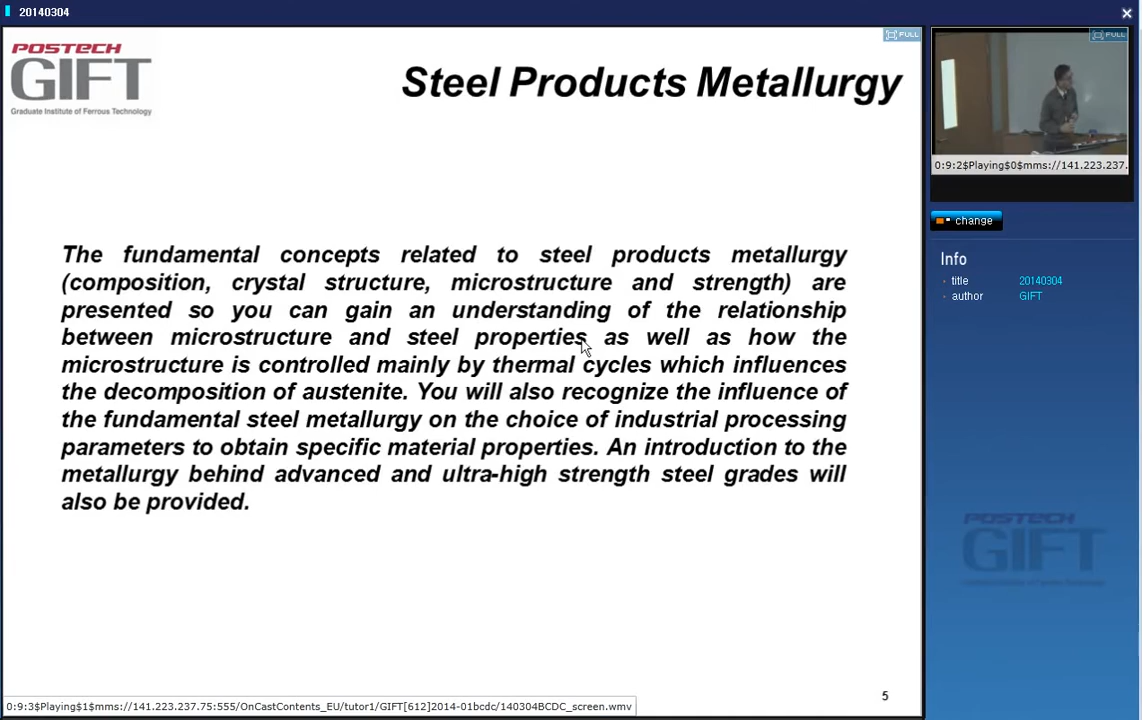 20140304
POSTECH
GIFT
Graduate Institute of Ferrous Technology
FULL
Steel Products Metallurgy
The fundamental concepts related to steel products metallurgy
(composition, crystal structure, microstructure and strength) are
presented so you can gain an understanding of the relationship
between microstructure and steel properties as well as how the
microstructure is controlled mainly by thermal cycles which influences
the decomposition of austenite. You will also recognize the influence of
the fundamental steel metallurgy on the choice of industrial processing
parameters to obtain specific material properties. An introduction to the
metallurgy behind advanced and ultra-high strength steel grades will
also be provided.
5
0:9:3$Playing$1$mms://141.223.237.75:555/OnCastContents_EU/tutor1/GIFT[612]2014-01bcdc/140304BCDC_screen.wmv
FULL
0:9:2$Playing$0$mms://141.223.237.
change
Info
title 20140304
author GIFT
POSTECH
GIFT